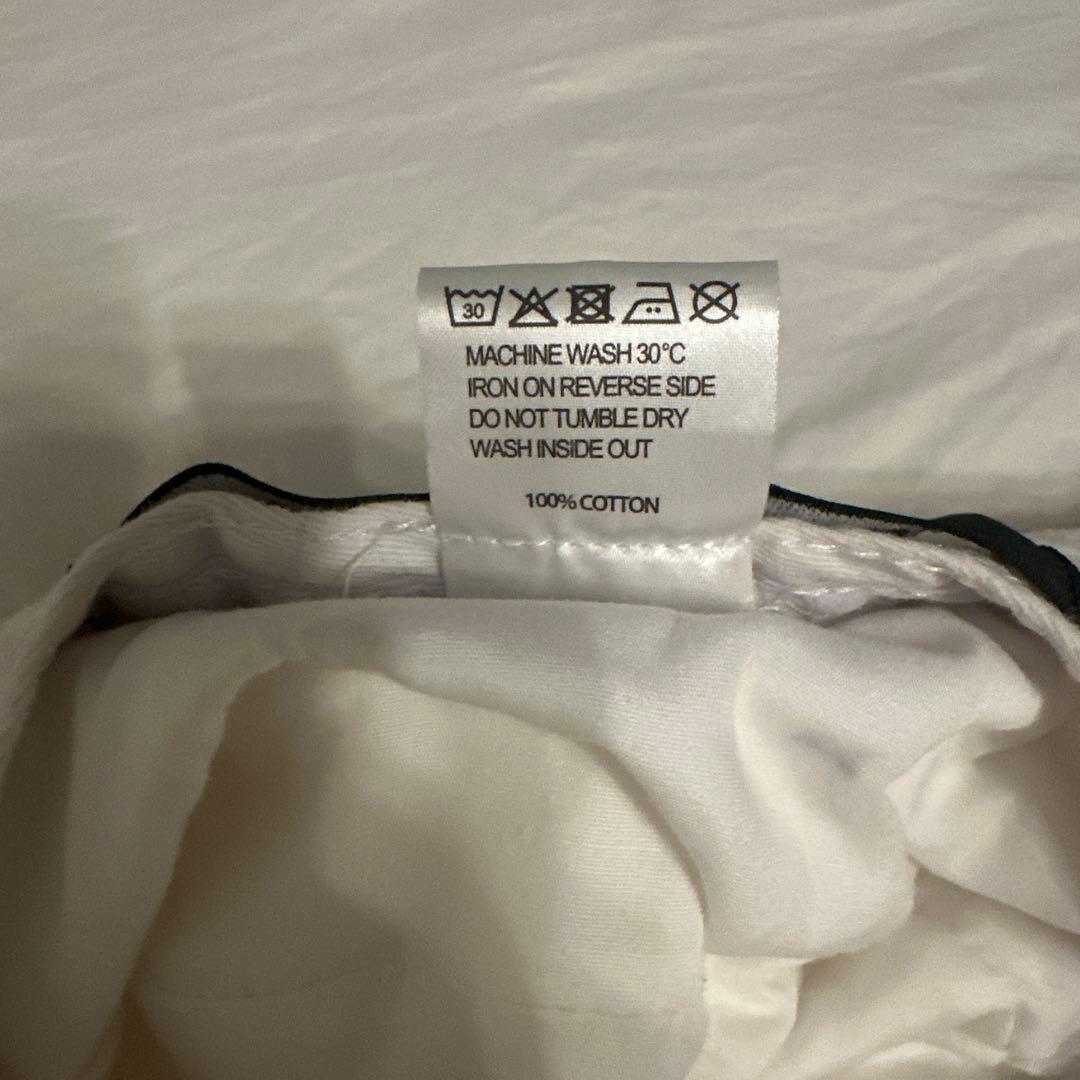 30
MACHINE WASH 30°C
IRON ON REVERSE SIDE
DO NOT TUMBLE DRY
WASH INSIDE OUT
100% COTTON